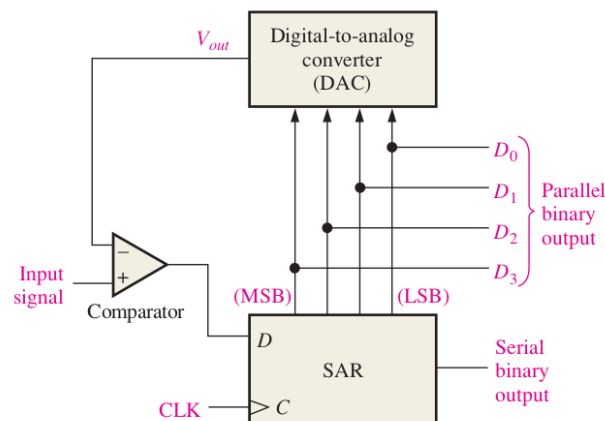 V_out
Digital-to-analog
converter
(DAC)
D_0
D_1
D_2
D_3
Parallel
binary
output
−
+
Input
signal
Comparator
(MSB)
(LSB)
D
SAR
C
CLK
Serial
binary
output